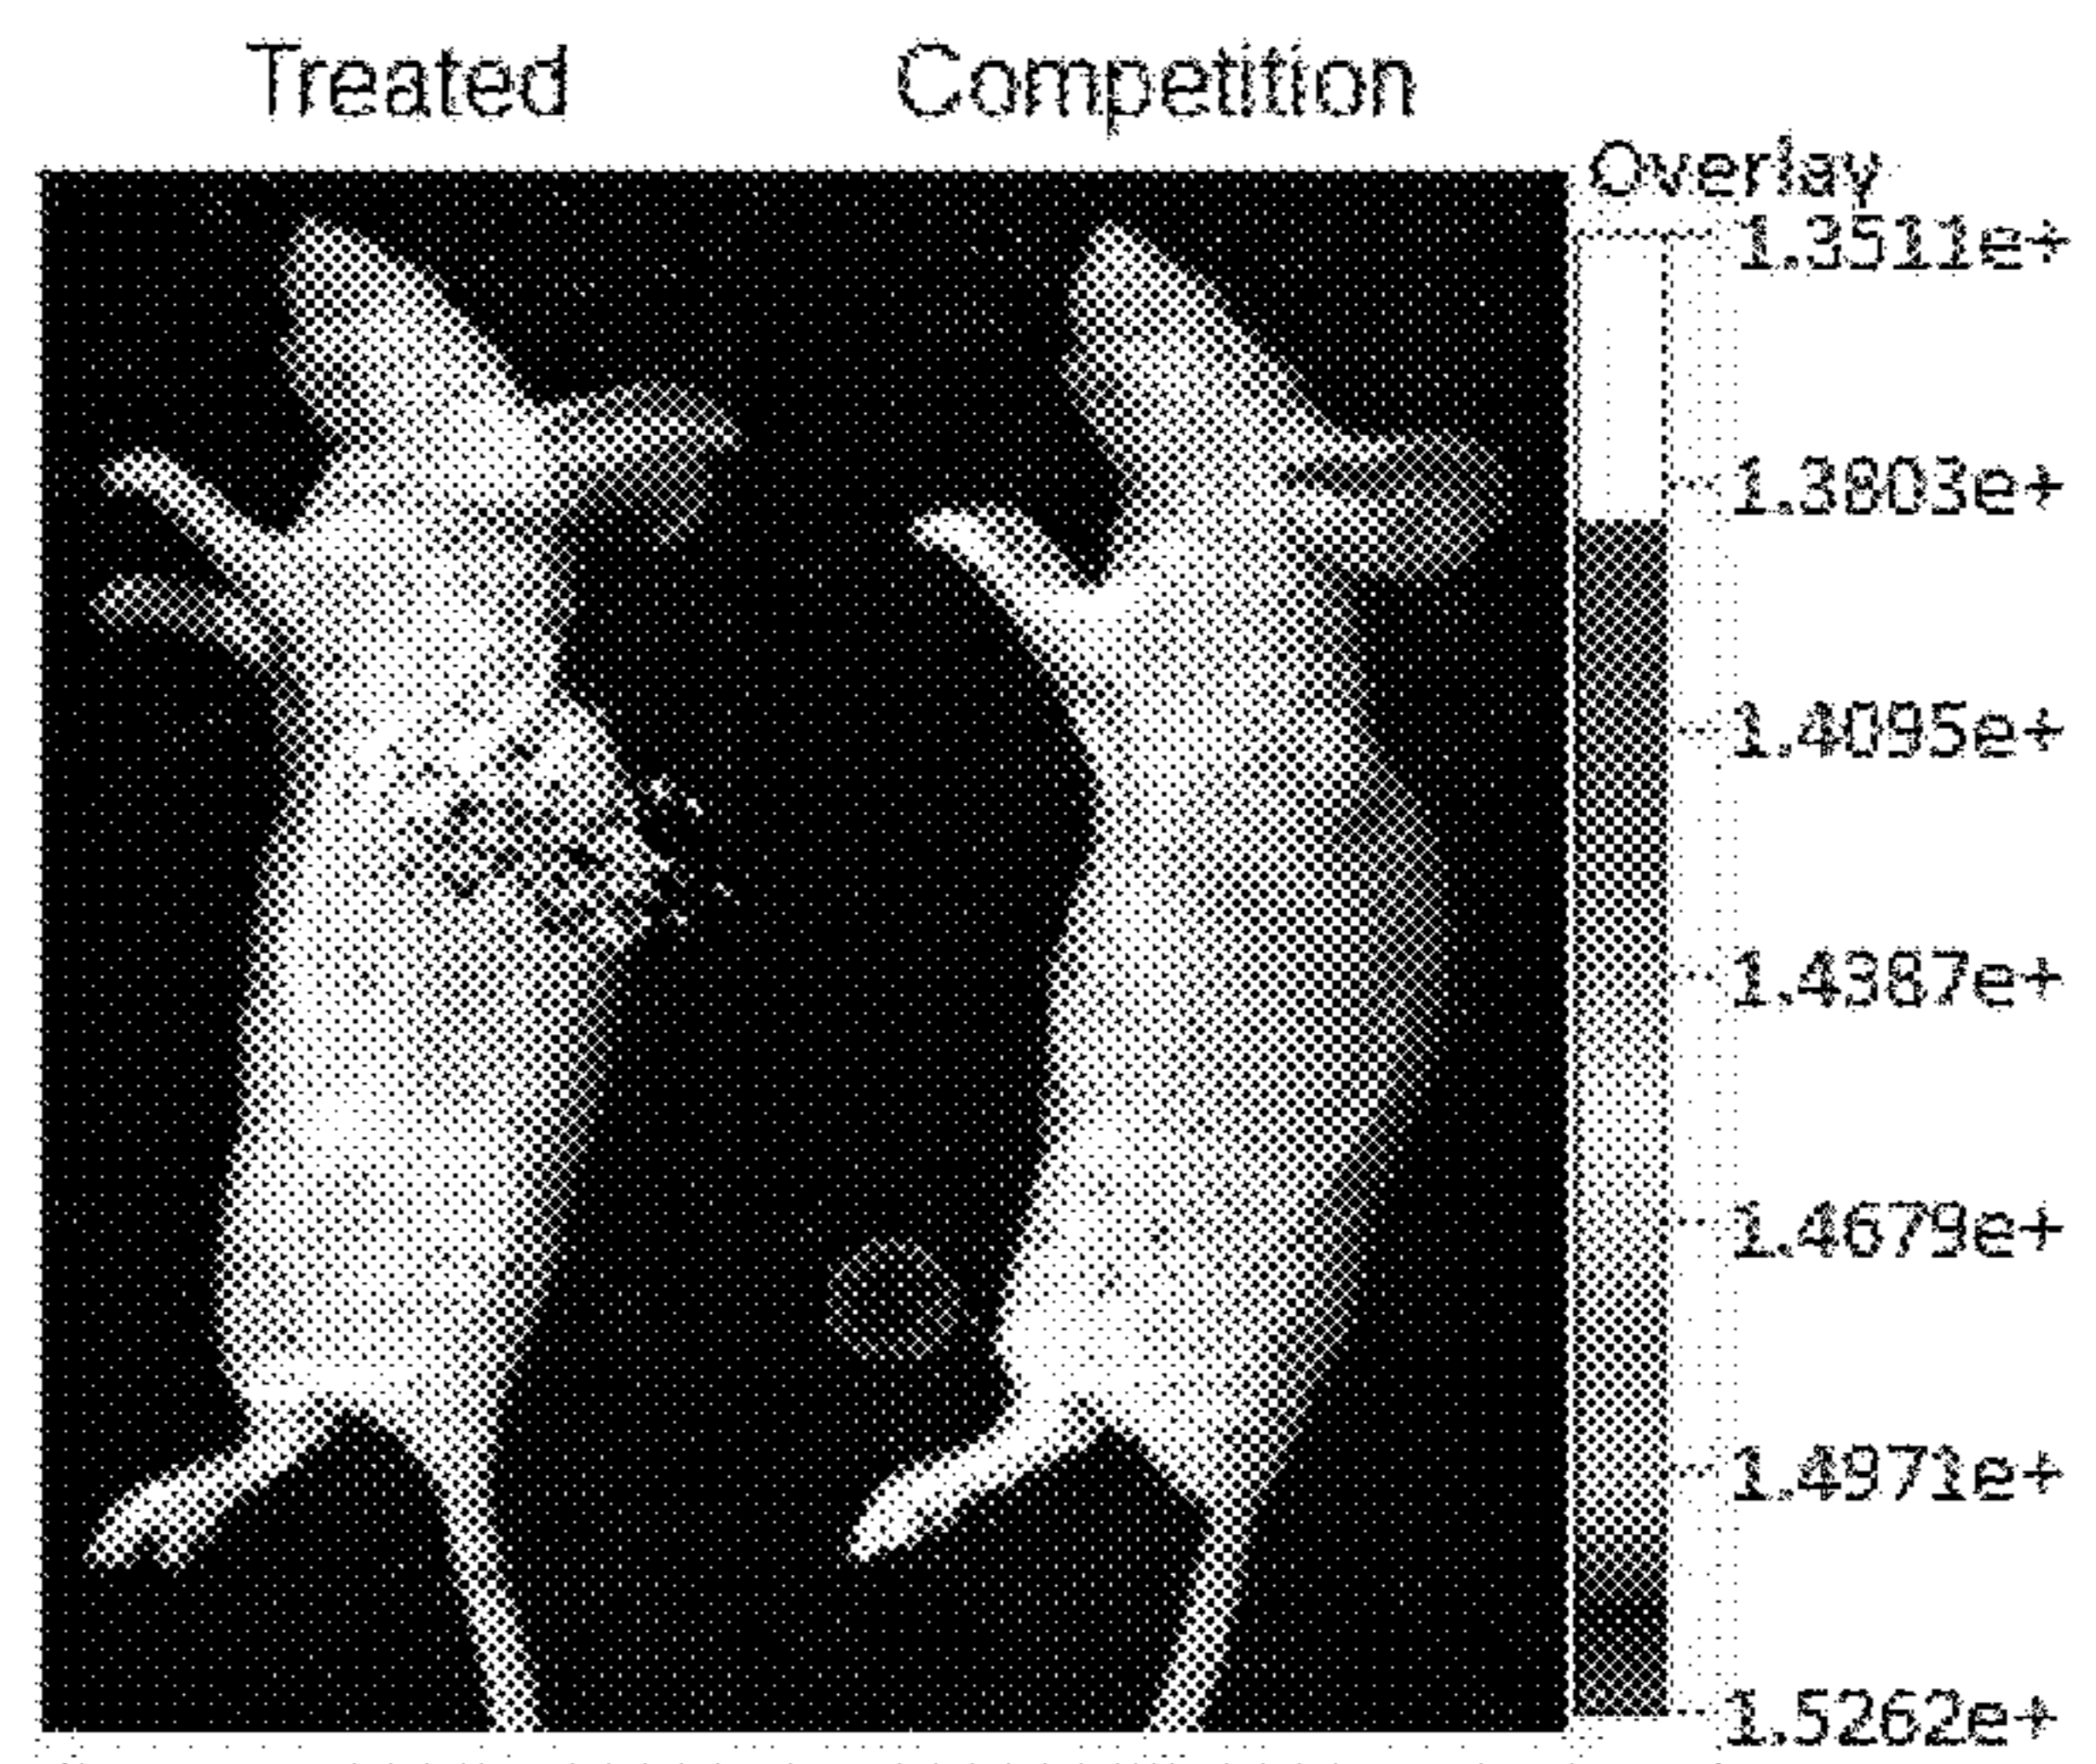 Treated Competition
Overlay
1.3511e+
1.3803e+
1.4095e+
1.4387e+
1.4679e+
1.4971e+
1.5262e+